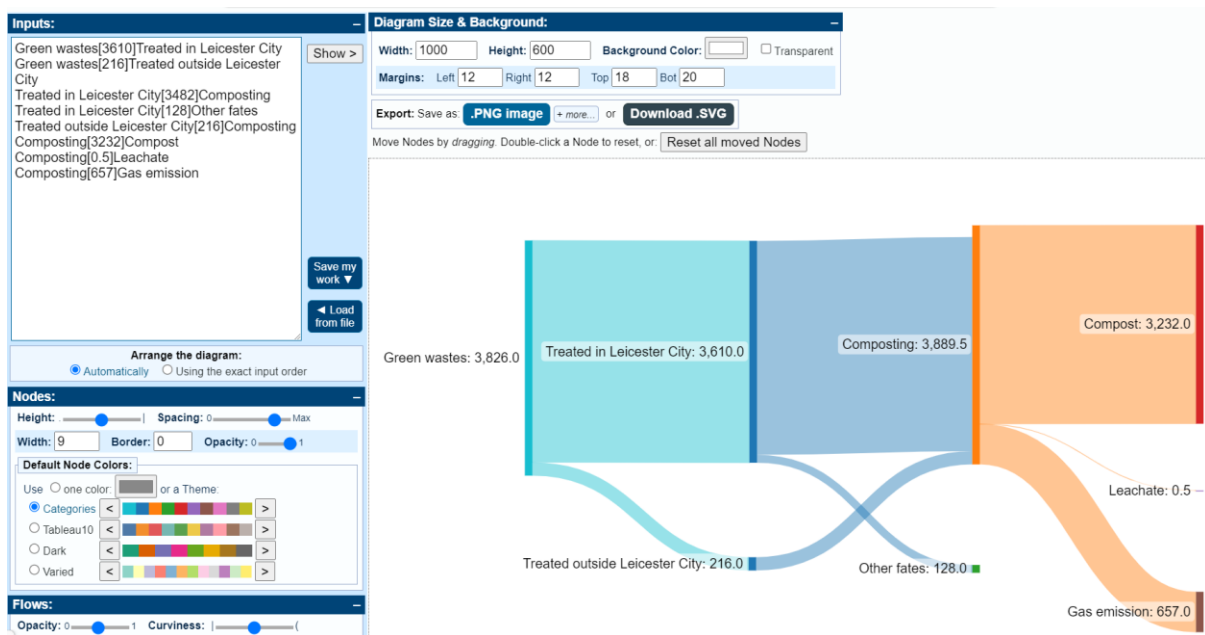 Inputs: –
Green wastes[3610]Treated in Leicester City
Green wastes[216]Treated outside Leicester
City
Treated in Leicester City[3482]Composting
Treated in Leicester City[128]Other fates
Treated outside Leicester City[216]Composting
Composting[3232]Compost
Composting[0.5]Leachate
Composting[657]Gas emission
Show >
Save my
work ▼
◄ Load
from file
Arrange the diagram:
Automatically Using the exact input order
Nodes: –
Height: Spacing: 0 Max
Width: 9 Border: 0 Opacity: 0 1
Default Node Colors:
Use one color: or a Theme:
Categories < >
Tableau10 < >
Dark < >
Varied < >
Flows: –
Opacity: 0 1 Curviness: | (
Diagram Size & Background: –
Width: 1000 Height: 600 Background Color: Transparent
Margins: Left 12 Right 12 Top 18 Bot 20
Export: Save as: .PNG image + more... or Download .SVG
Move Nodes by dragging. Double-click a Node to reset, or: Reset all moved Nodes
Compost: 3,232.0
Composting: 3,889.5
Treated in Leicester City: 3,610.0
Green wastes: 3,826.0
Leachate: 0.5
Treated outside Leicester City: 216.0
Other fates: 128.0
Gas emission: 657.0